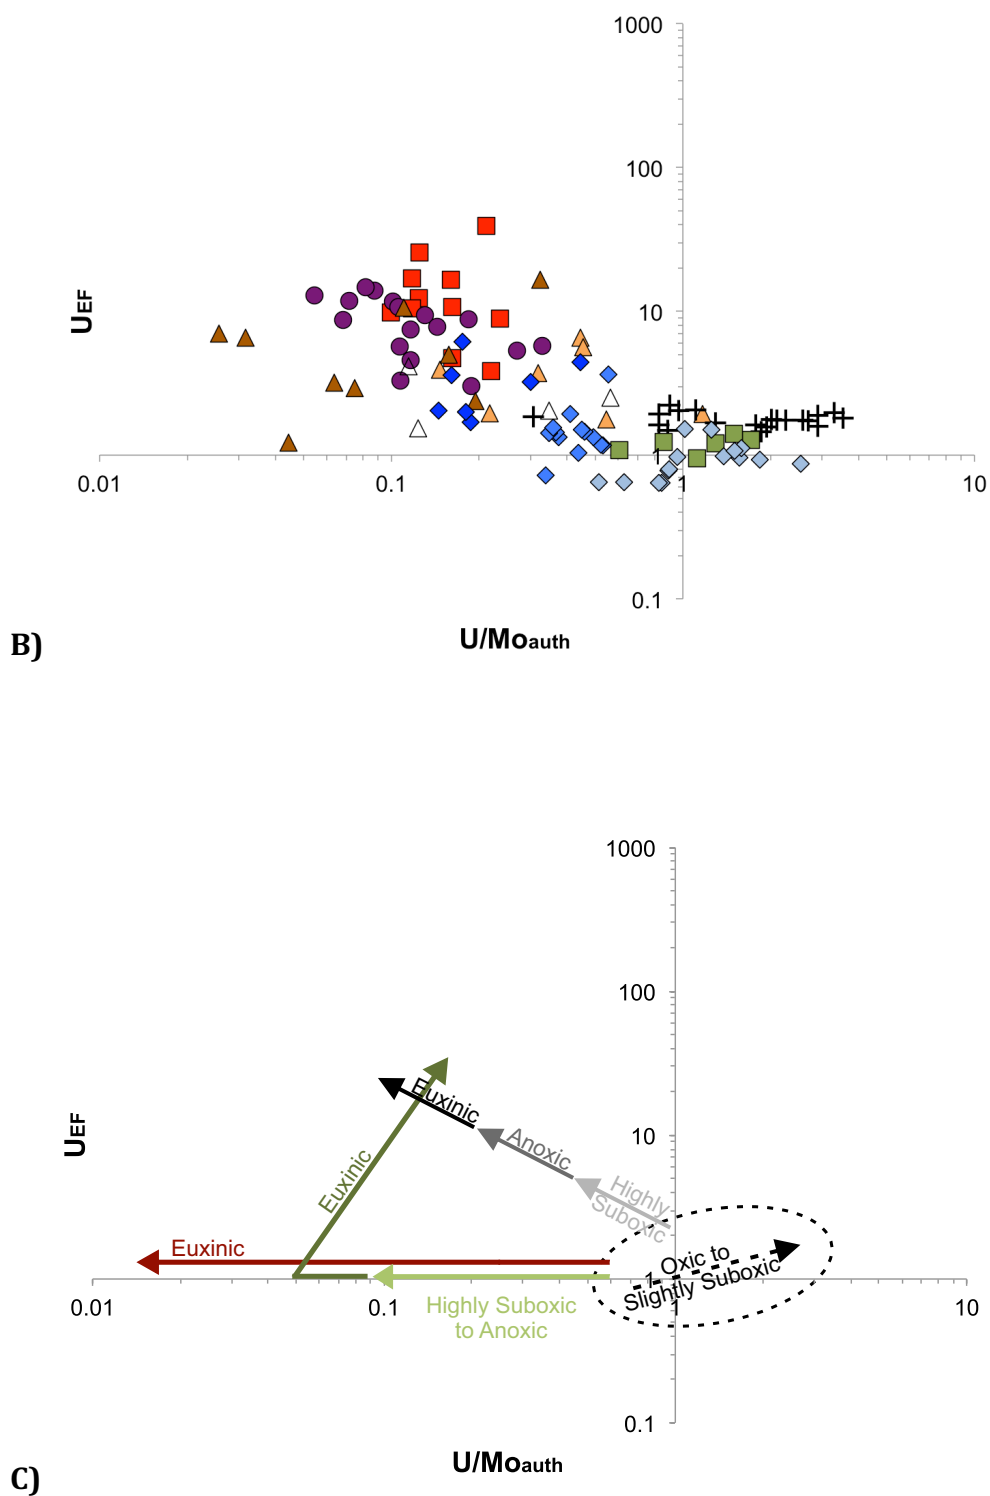 1000
100
10
UEF
0.01
0.1
1
10
0.1
U/Moauth
B)
1000
100
Euxinic
10
Anoxic
UEF
Euxinic
Highly
Suboxic
Euxinic
Oxic to
Slightly Suboxic
1
0.01
0.1
1
10
Highly Suboxic
to Anoxic
0.1
U/Moauth
C)